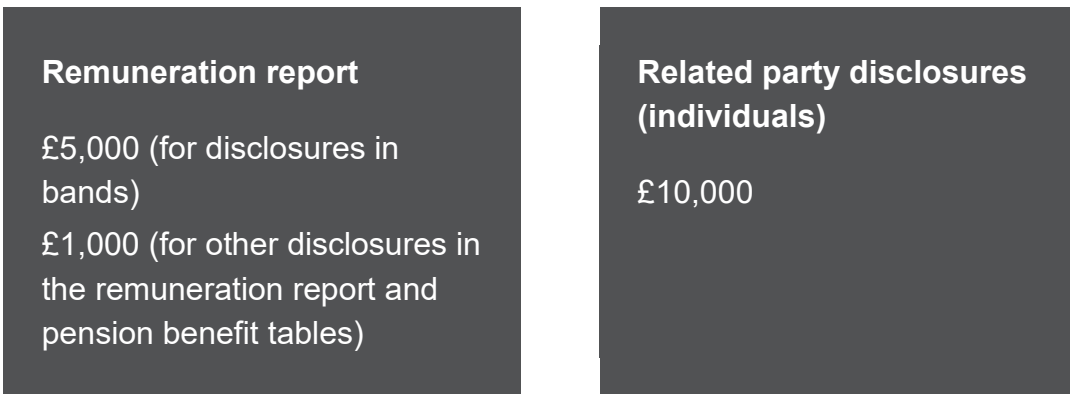 Remuneration report
£5,000 (for disclosures in
bands)
£1,000 (for other disclosures in
the remuneration report and
pension benefit tables)
Related party disclosures
(individuals)
£10,000